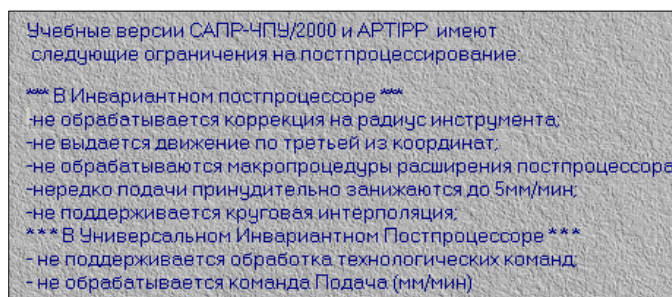 Учебные версии САПР-ЧПУ/2000 и APTIPP имеют
следующие ограничения на постпроцессирование:
*** В Инвариантном постпроцессоре ***
-не обрабатывается коррекция на радиус инструмента;
-не выдается движение по третьей из координат;
-не обрабатываются макропроцедуры расширения постпроцессора
-нередко подачи принудительно занижаются до 5мм/мин;
-не поддерживается круговая интерполяция;
*** В Универсальном Инвариантном Постпроцессоре ***
- не поддерживается обработка технологических команд;
- не обрабатывается команда Подача (мм/мин)